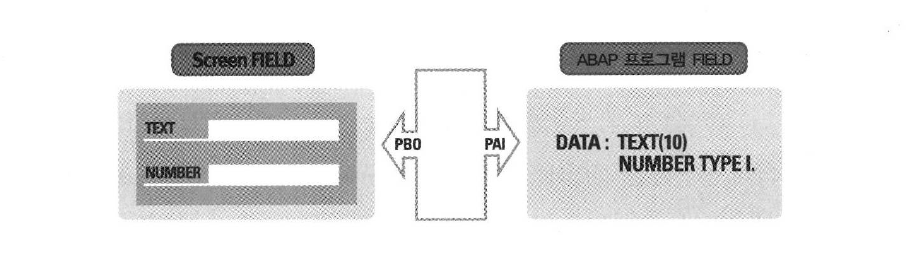 Screen FIELD
ABAP 프로그램 FIELD
TEXT
NUMBER
PBO
PAI
DATA : TEXT(10)
NUMBER TYPE I.